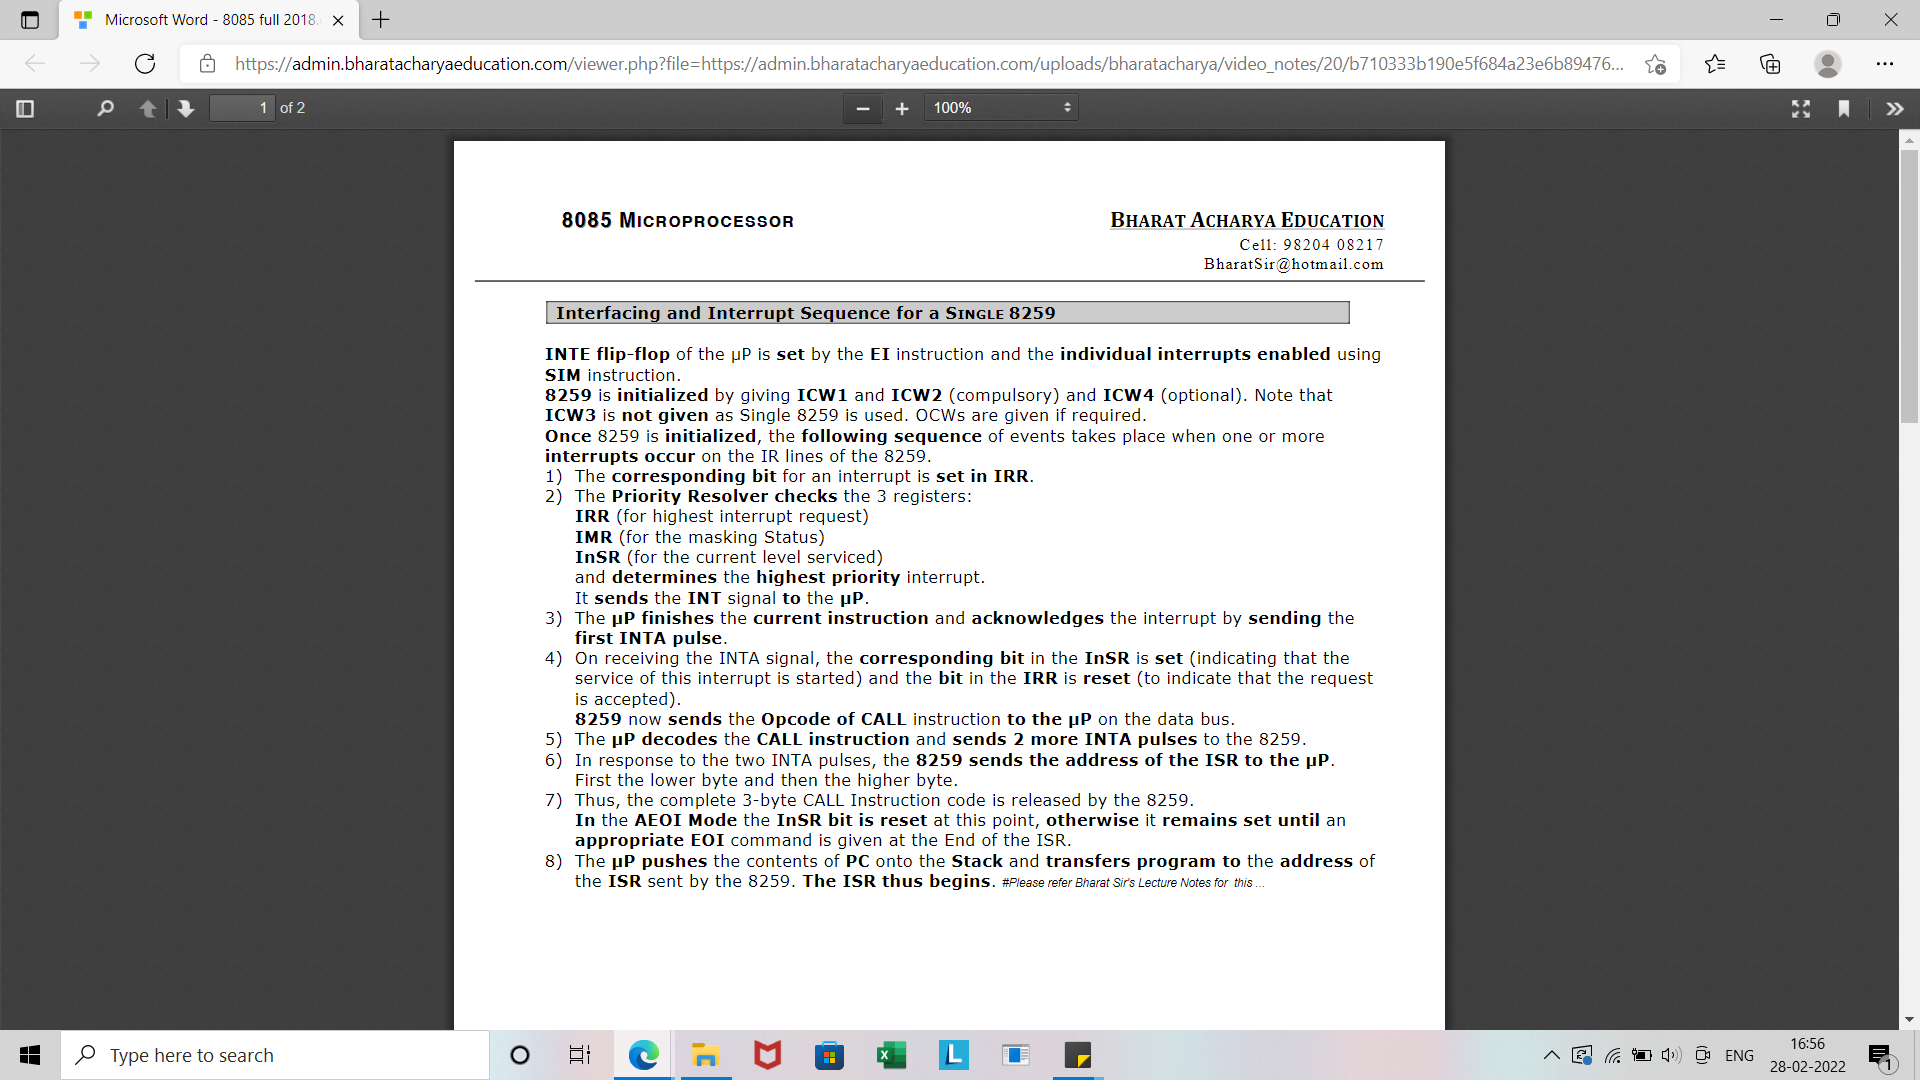 Microsoft Word - 8085 full 2018.
https://admin.bharatacharyaeducation.com/viewer.php?file=https://admin.bharatacharyaeducation.com/uploads/bharatacharya/video_notes/20/b710333b190e5f684a23e6b89476...
1 of 2
100%
8085 MICROPROCESSOR
BHARAT ACHARYA EDUCATION
Cell: 98204 08217
BharatSir@hotmail.com
Interfacing and Interrupt Sequence for a SINGLE 8259
INTE flip-flop of the µP is set by the EI instruction and the individual interrupts enabled using
SIM instruction.
8259 is initialized by giving ICW1 and ICW2 (compulsory) and ICW4 (optional). Note that
ICW3 is not given as Single 8259 is used. OCWs are given if required.
Once 8259 is initialized, the following sequence of events takes place when one or more
interrupts occur on the IR lines of the 8259.
1) The corresponding bit for an interrupt is set in IRR.
2) The Priority Resolver checks the 3 registers:
IRR (for highest interrupt request)
IMR (for the masking Status)
InSR (for the current level serviced)
and determines the highest priority interrupt.
It sends the INT signal to the µP.
3) The µP finishes the current instruction and acknowledges the interrupt by sending the
first INTA pulse.
4) On receiving the INTA signal, the corresponding bit in the InSR is set (indicating that the
service of this interrupt is started) and the bit in the IRR is reset (to indicate that the request
is accepted).
8259 now sends the Opcode of CALL instruction to the µP on the data bus.
5) The µP decodes the CALL instruction and sends 2 more INTA pulses to the 8259.
6) In response to the two INTA pulses, the 8259 sends the address of the ISR to the µP.
First the lower byte and then the higher byte.
7) Thus, the complete 3-byte CALL Instruction code is released by the 8259.
In the AEOI Mode the InSR bit is reset at this point, otherwise it remains set until an
appropriate EOI command is given at the End of the ISR.
8) The µP pushes the contents of PC onto the Stack and transfers program to the address of
the ISR sent by the 8259. The ISR thus begins. #Please refer Bharat Sir's Lecture Notes for this ...
Type here to search
L
ENG
16:56
28-02-2022
1